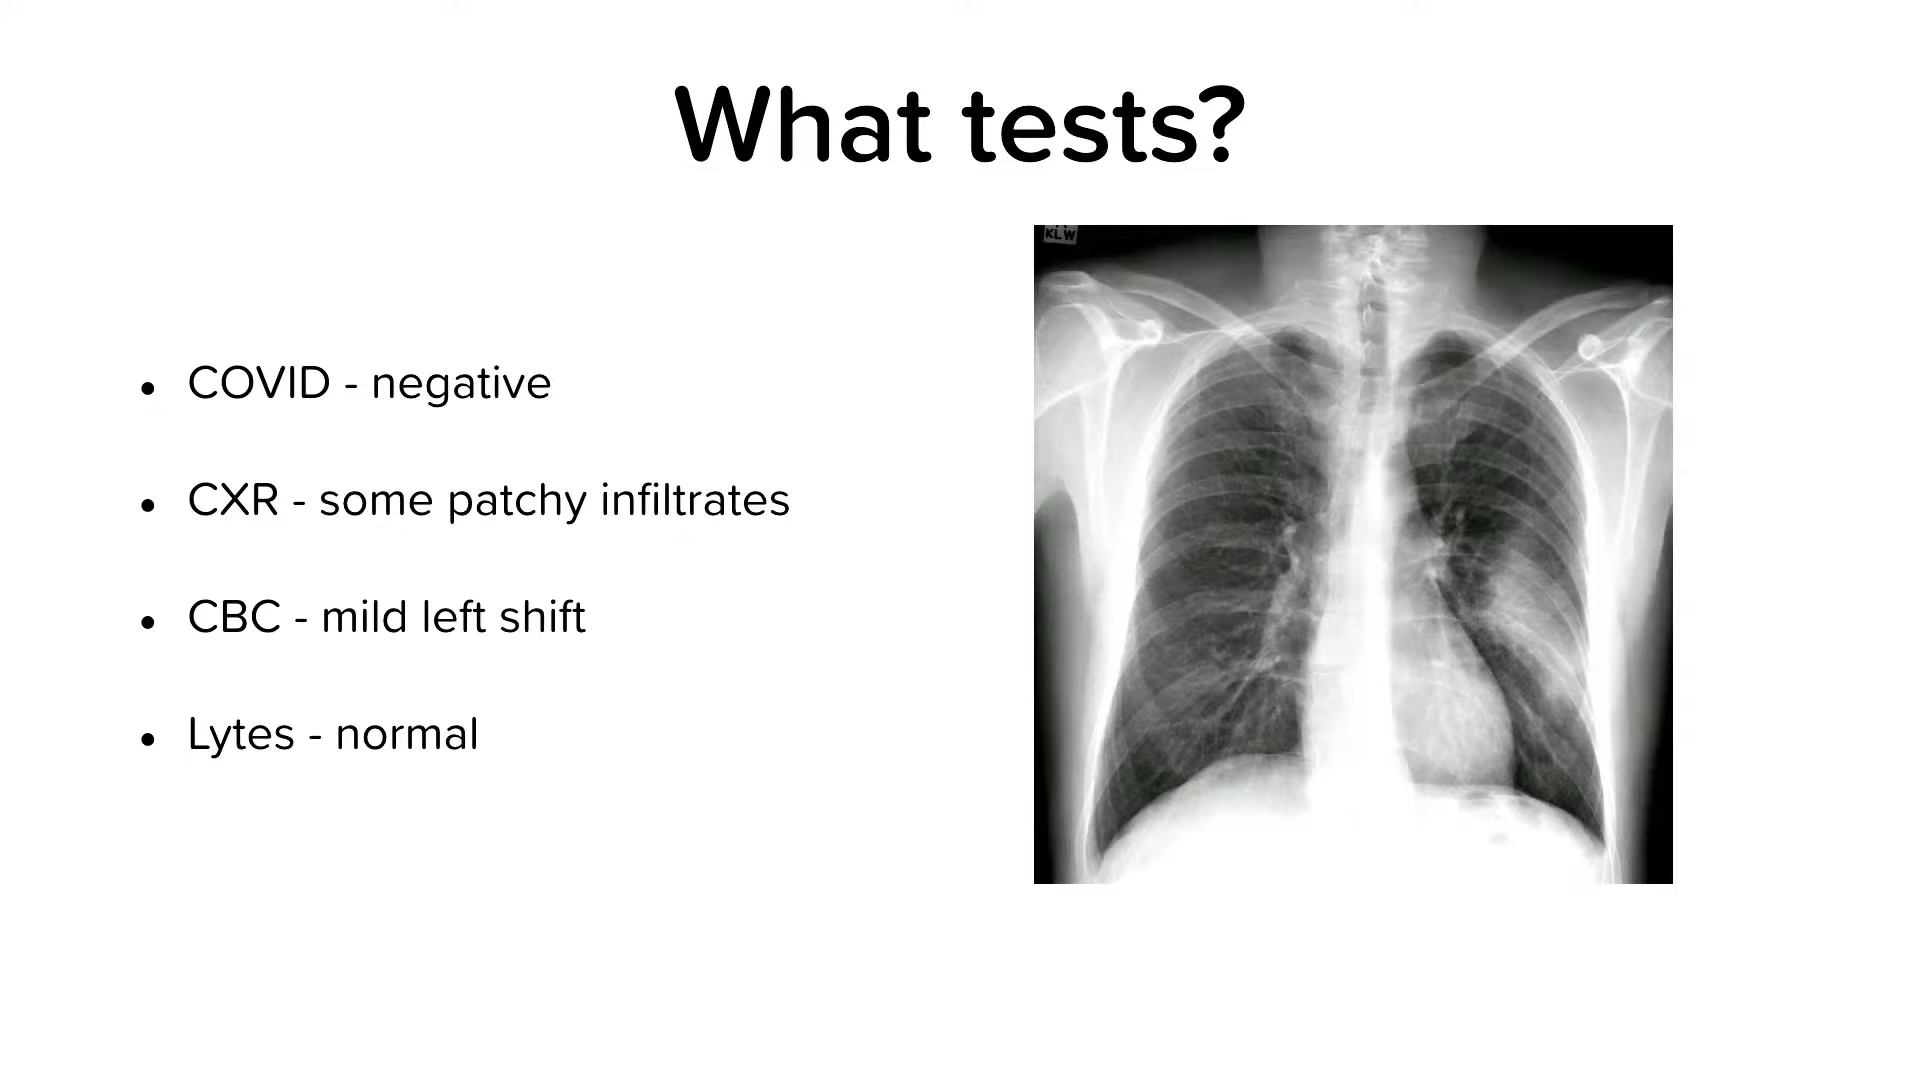 What tests?
KLW
COVID - negative
CXR - some patchy infiltrates
CBC - mild left shift
Lytes - normal